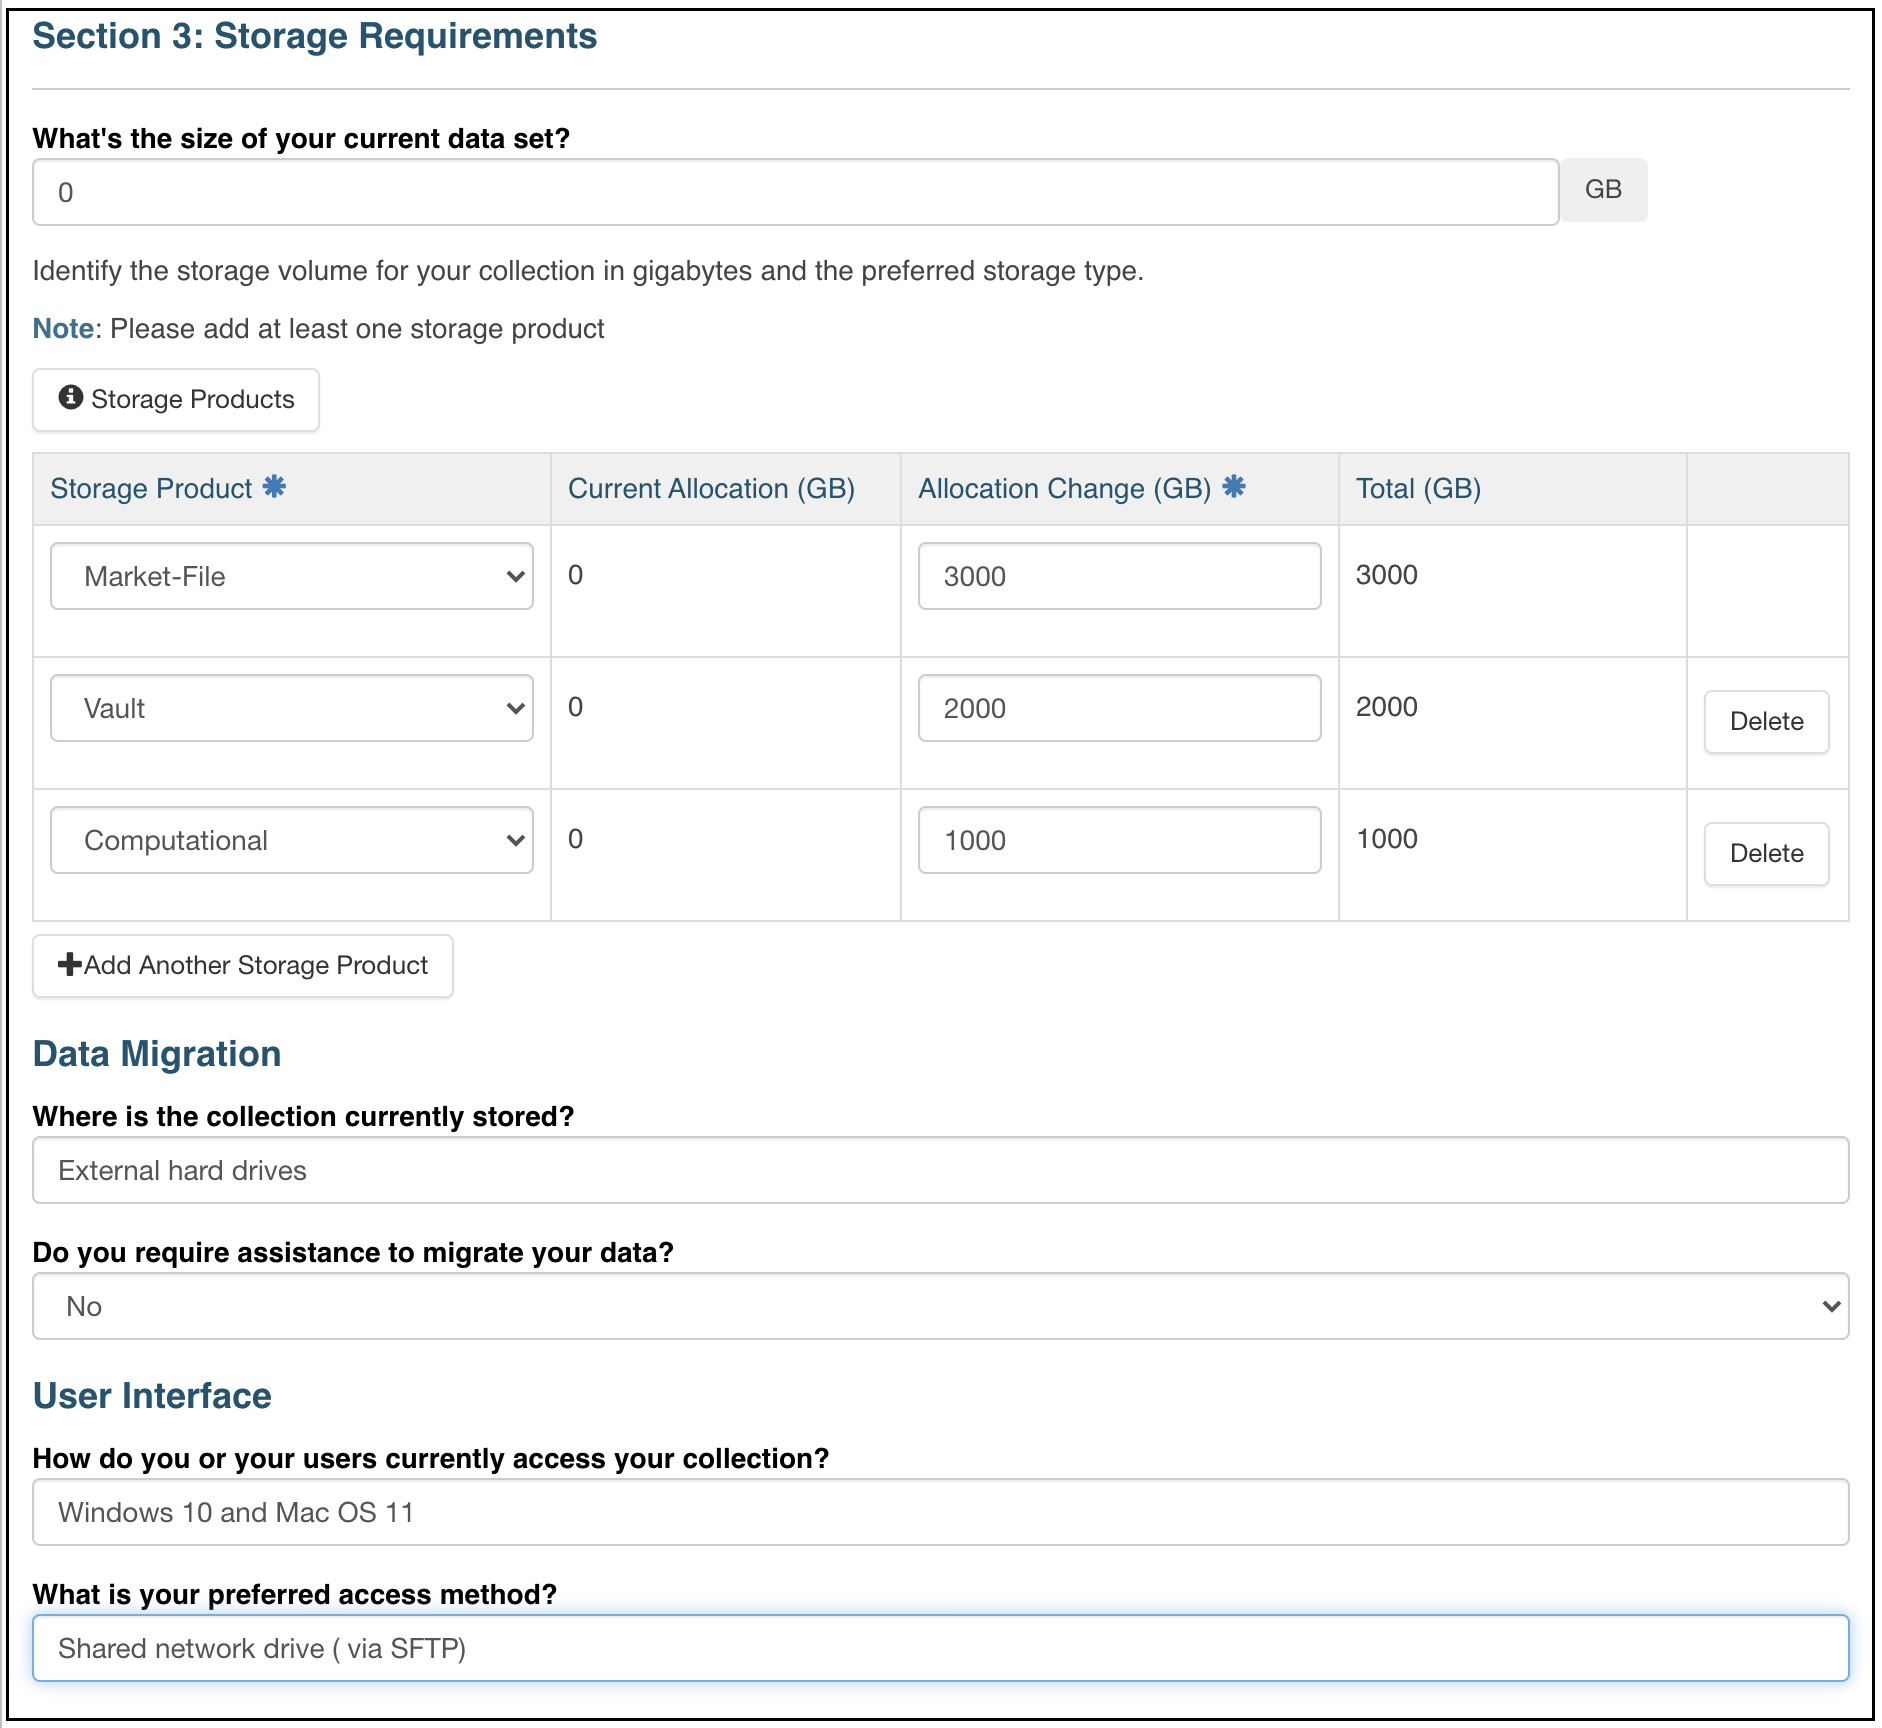 Section 3: Storage Requirements
What's the size of your current data set?
0 GB
Identify the storage volume for your collection in gigabytes and the preferred storage type.
Note: Please add at least one storage product
Storage Products
Storage Product * Current Allocation (GB) Allocation Change (GB) * Total (GB)
Market-File 0 3000 3000
Vault 0 2000 2000 Delete
Computational 0 1000 1000 Delete
+Add Another Storage Product
Data Migration
Where is the collection currently stored?
External hard drives
Do you require assistance to migrate your data?
No
User Interface
How do you or your users currently access your collection?
Windows 10 and Mac OS 11
What is your preferred access method?
Shared network drive ( via SFTP)